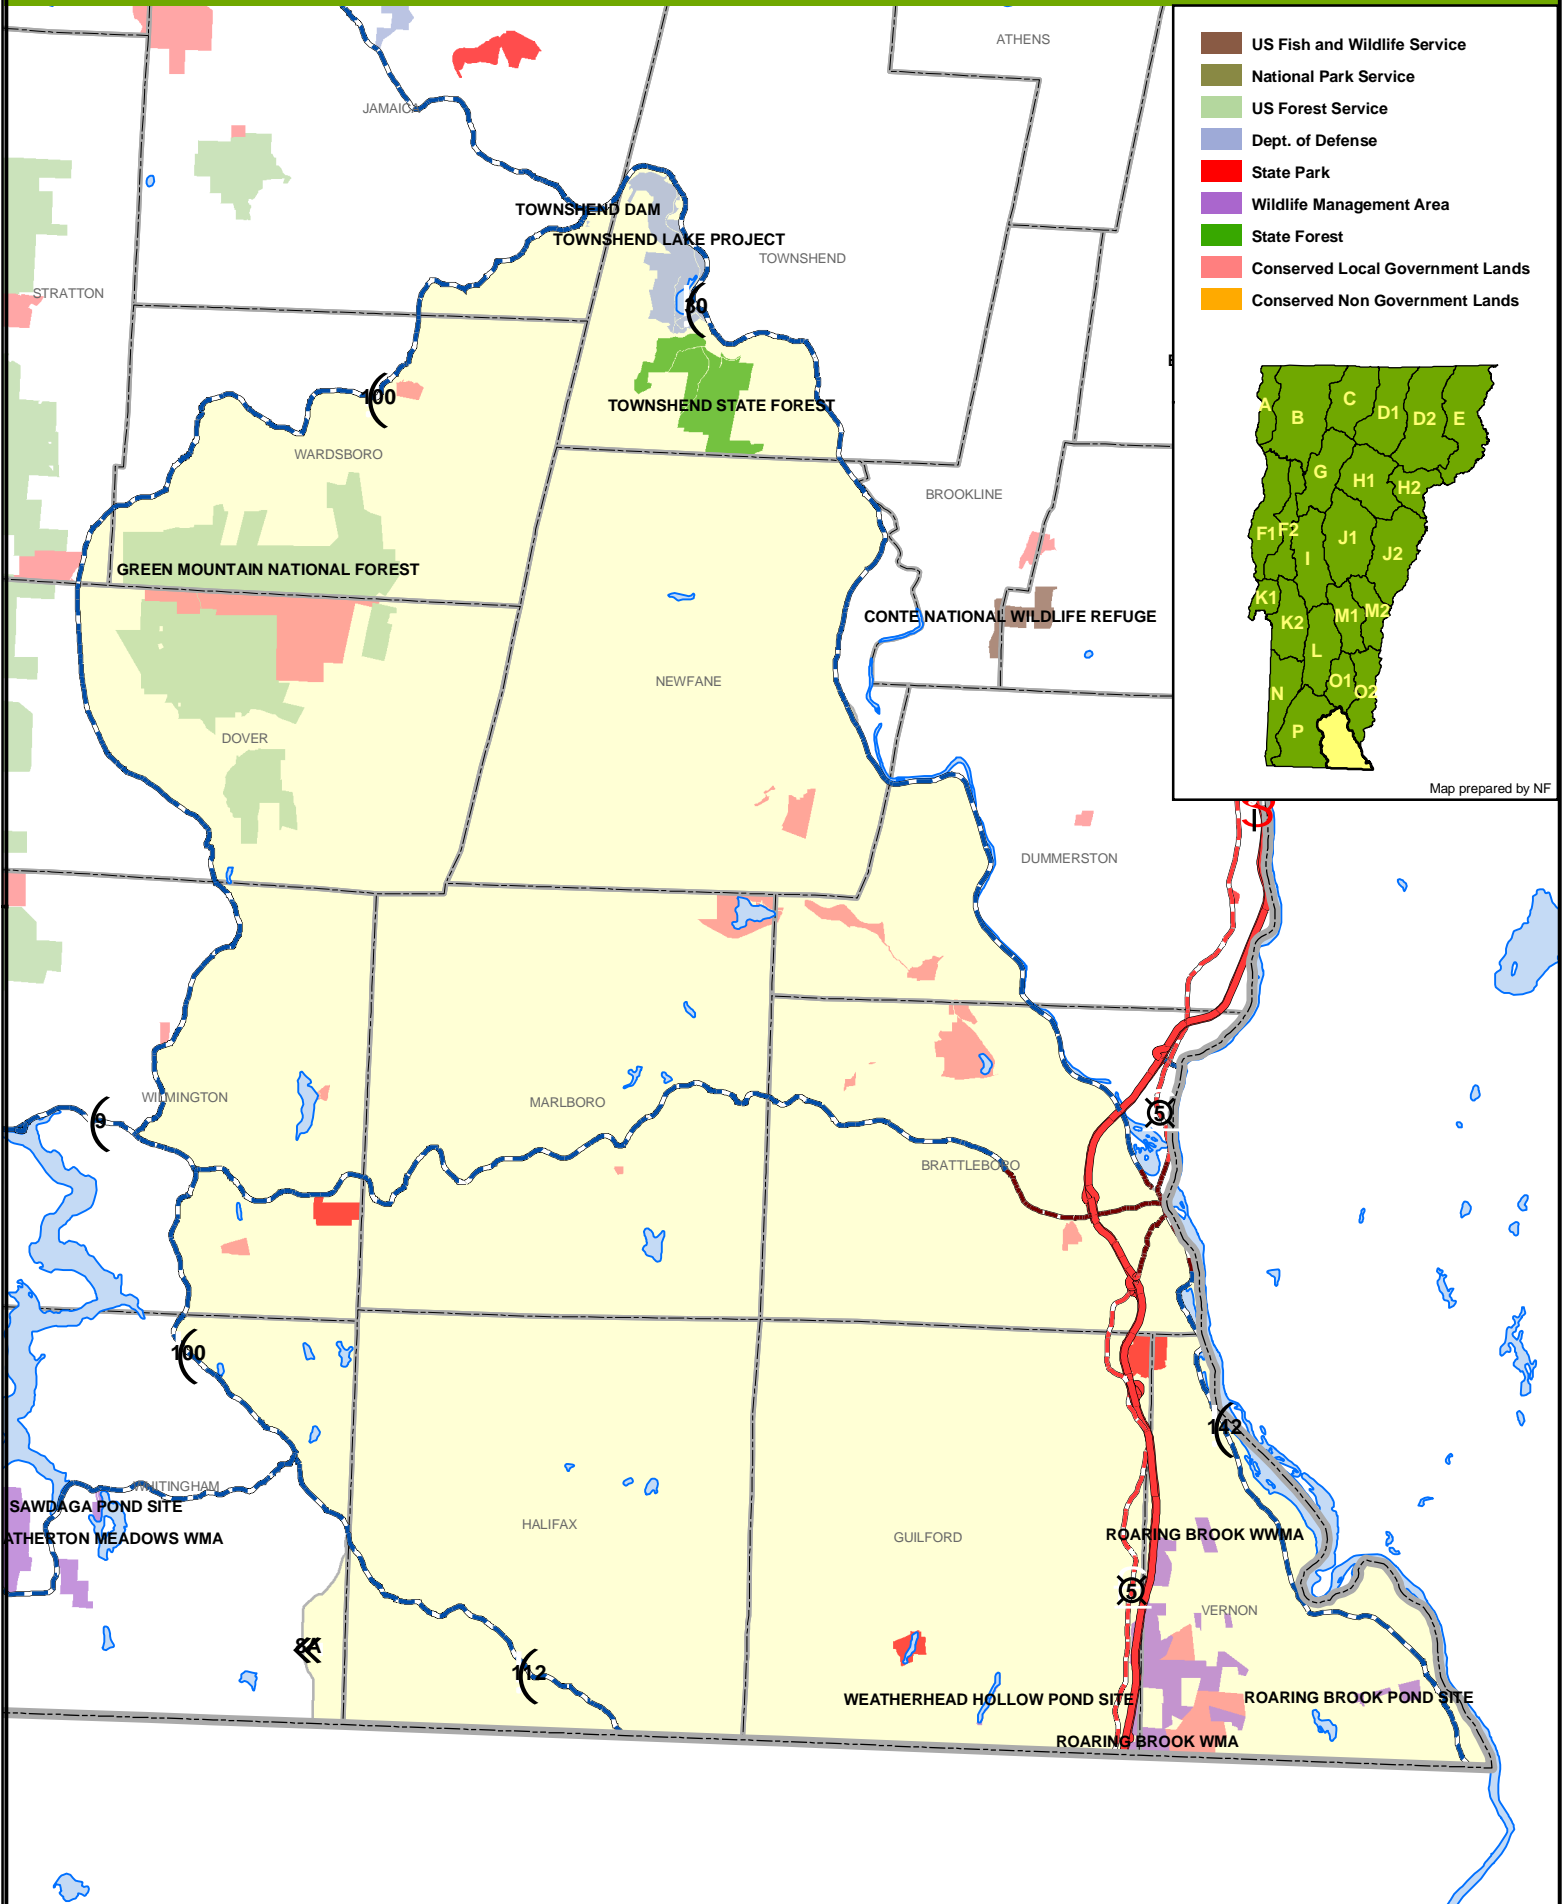 ATHENS
JAMAICA
TOWNSHEND DAM
TOWNSHEND LAKE PROJECT
TOWNSHEND
STRATTON
30
100
TOWNSHEND STATE FOREST
WARDSBORO
BROOKLINE
GREEN MOUNTAIN NATIONAL FOREST
CONTE NATIONAL WILDLIFE REFUGE
NEWFANE
DOVER
DUMMERSTON
WILMINGTON
9
MARLBORO
5
BRATTLEBORO
100
142
WHITINGHAM
SAWDAGA POND SITE
ATHERTON MEADOWS WMA
HALIFAX
GUILFORD
ROARING BROOK WWMA
5
VERNON
8A
112
WEATHERHEAD HOLLOW POND SITE
ROARING BROOK POND SITE
ROARING BROOK WMA
US Fish and Wildlife Service
National Park Service
US Forest Service
Dept. of Defense
State Park
Wildlife Management Area
State Forest
Conserved Local Government Lands
Conserved Non Government Lands
A
B
C
D1
D2
E
G
H1
H2
F1
F2
I
J1
J2
K1
K2
M1
M2
L
N
O1
O2
P
Map prepared by NF